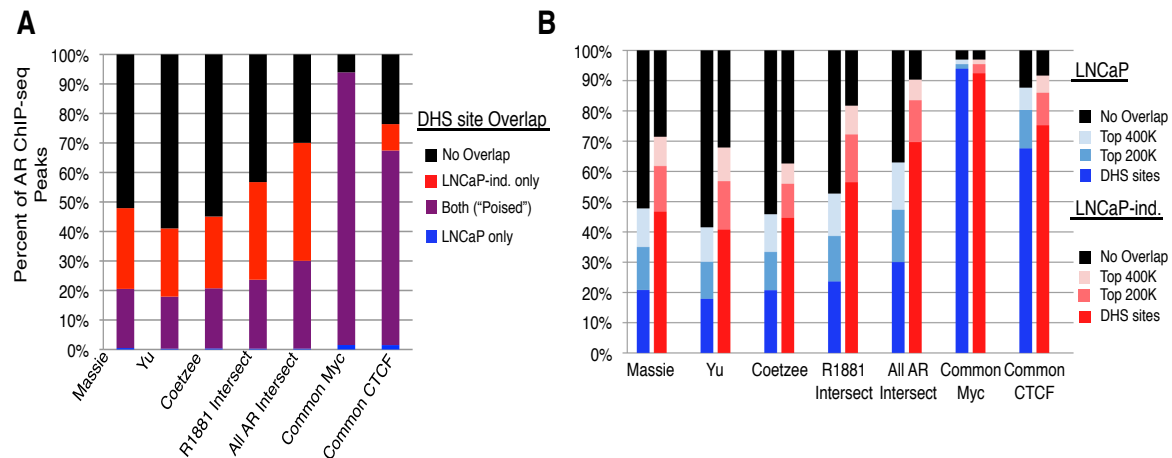 A
Percent of AR ChIP-seq
Peaks
100%
90%
80%
70%
60%
50%
40%
30%
20%
10%
0%
Massie
Yu
Coetzee
R1881 Intersect
All AR Intersect
Common Myc
Common CTCF
DHS site Overlap
No Overlap
LNCaP-ind. only
Both ("Poised")
LNCaP only
B
100%
90%
80%
70%
60%
50%
40%
30%
20%
10%
0%
Massie
Yu
Coetzee
R1881
Intersect
All AR
Intersect
Common
Myc
Common
CTCF
LNCaP
No Overlap
Top 400K
Top 200K
DHS sites
LNCaP-ind.
No Overlap
Top 400K
Top 200K
DHS sites